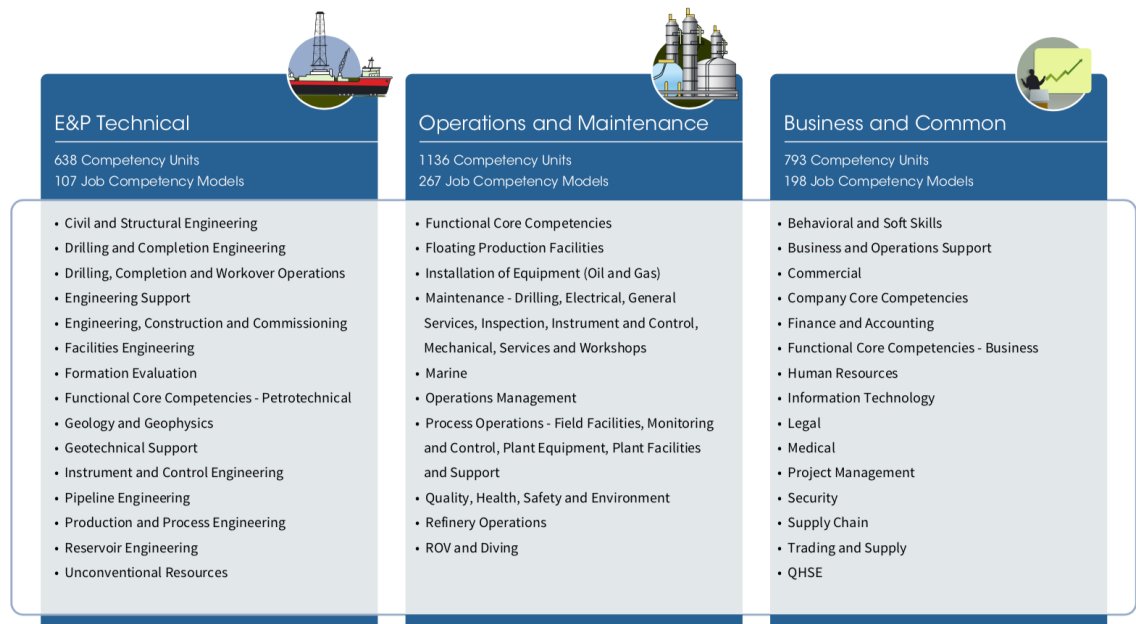 E&P Technical
638 Competency Units
107 Job Competency Models
• Civil and Structural Engineering
• Drilling and Completion Engineering
• Drilling, Completion and Workover Operations
• Engineering Support
• Engineering, Construction and Commissioning
• Facilities Engineering
• Formation Evaluation
• Functional Core Competencies - Petrotechnical
• Geology and Geophysics
• Geotechnical Support
• Instrument and Control Engineering
• Pipeline Engineering
• Production and Process Engineering
• Reservoir Engineering
• Unconventional Resources
Operations and Maintenance
1136 Competency Units
267 Job Competency Models
• Functional Core Competencies
• Floating Production Facilities
• Installation of Equipment (Oil and Gas)
• Maintenance - Drilling, Electrical, General
Services, Inspection, Instrument and Control,
Mechanical, Services and Workshops
• Marine
• Operations Management
• Process Operations - Field Facilities, Monitoring
and Control, Plant Equipment, Plant Facilities
and Support
• Quality, Health, Safety and Environment
• Refinery Operations
• ROV and Diving
Business and Common
793 Competency Units
198 Job Competency Models
• Behavioral and Soft Skills
• Business and Operations Support
• Commercial
• Company Core Competencies
• Finance and Accounting
• Functional Core Competencies - Business
• Human Resources
• Information Technology
• Legal
• Medical
• Project Management
• Security
• Supply Chain
• Trading and Supply
• QHSE